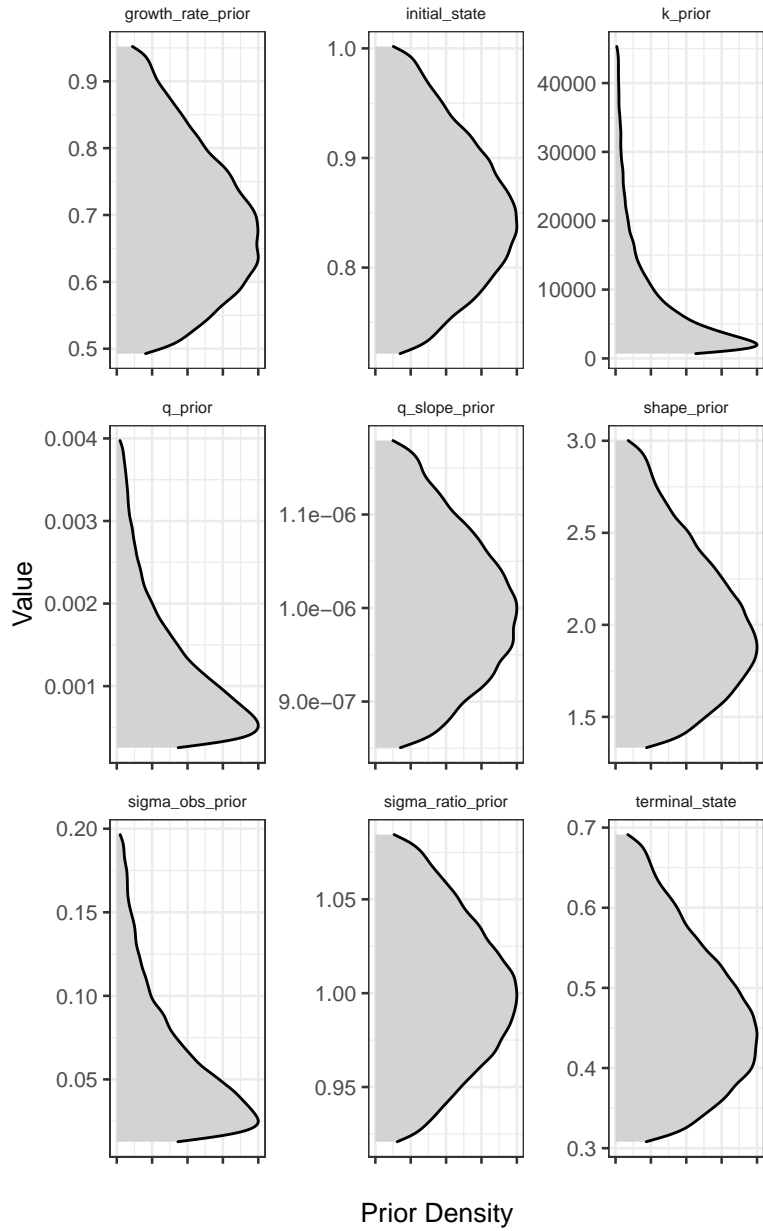 growth_rate_prior
initial_state
k_prior
0.9
0.8
0.7
0.6
0.5
1.0
0.9
0.8
40000
30000
20000
10000
0
q_prior
q_slope_prior
shape_prior
0.004
0.003
0.002
0.001
1.1e−06
1.0e−06
9.0e−07
3.0
2.5
2.0
1.5
Value
sigma_obs_prior
sigma_ratio_prior
terminal_state
0.20
0.15
0.10
0.05
1.05
1.00
0.95
0.7
0.6
0.5
0.4
0.3
Prior Density